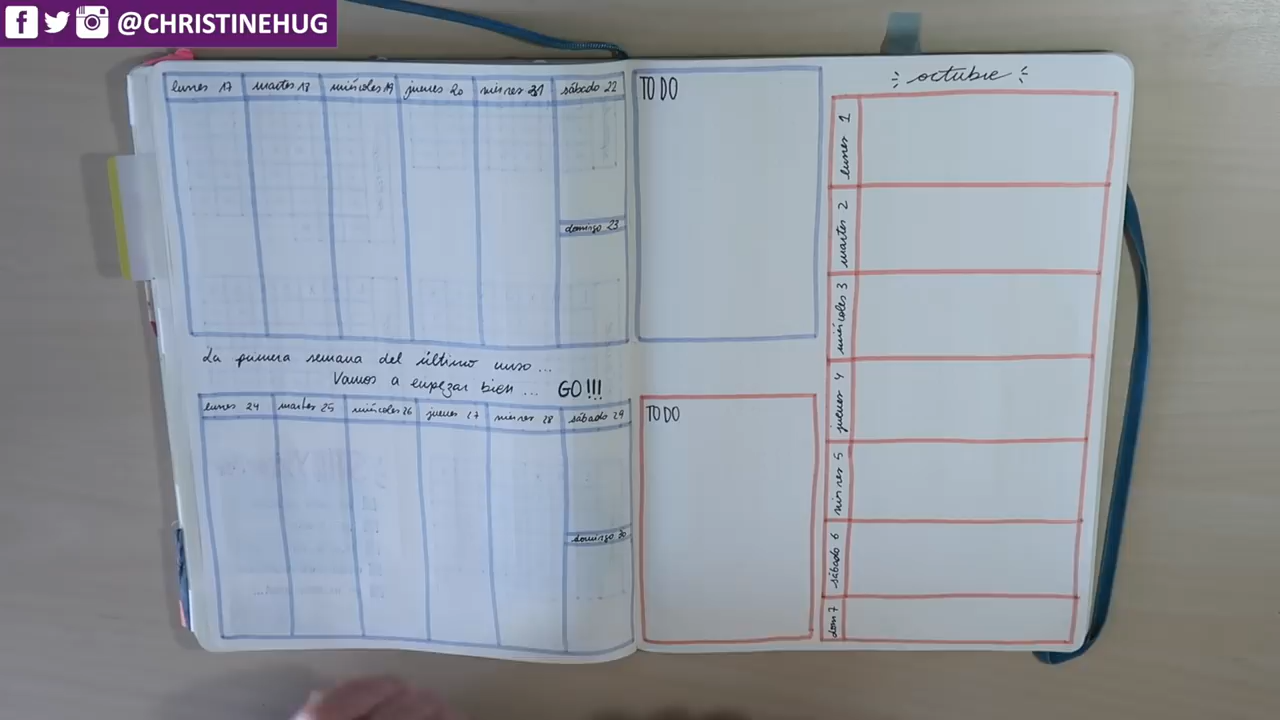 @CHRISTINEHUG
lunes 17 martes 18 miércoles 19 jueves 20 viernes 21 sábado 22
domingo 23
La primera semana del último curso...
Vamos a empezar bien... GO!!!
lunes 24 martes 25 miércoles 26 jueves 27 viernes 28 sábado 29
domingo 30
TO DO
TO DO
octubre
lunes 1
martes 2
miércoles 3
jueves 4
viernes 5
sábado 6
dom 7